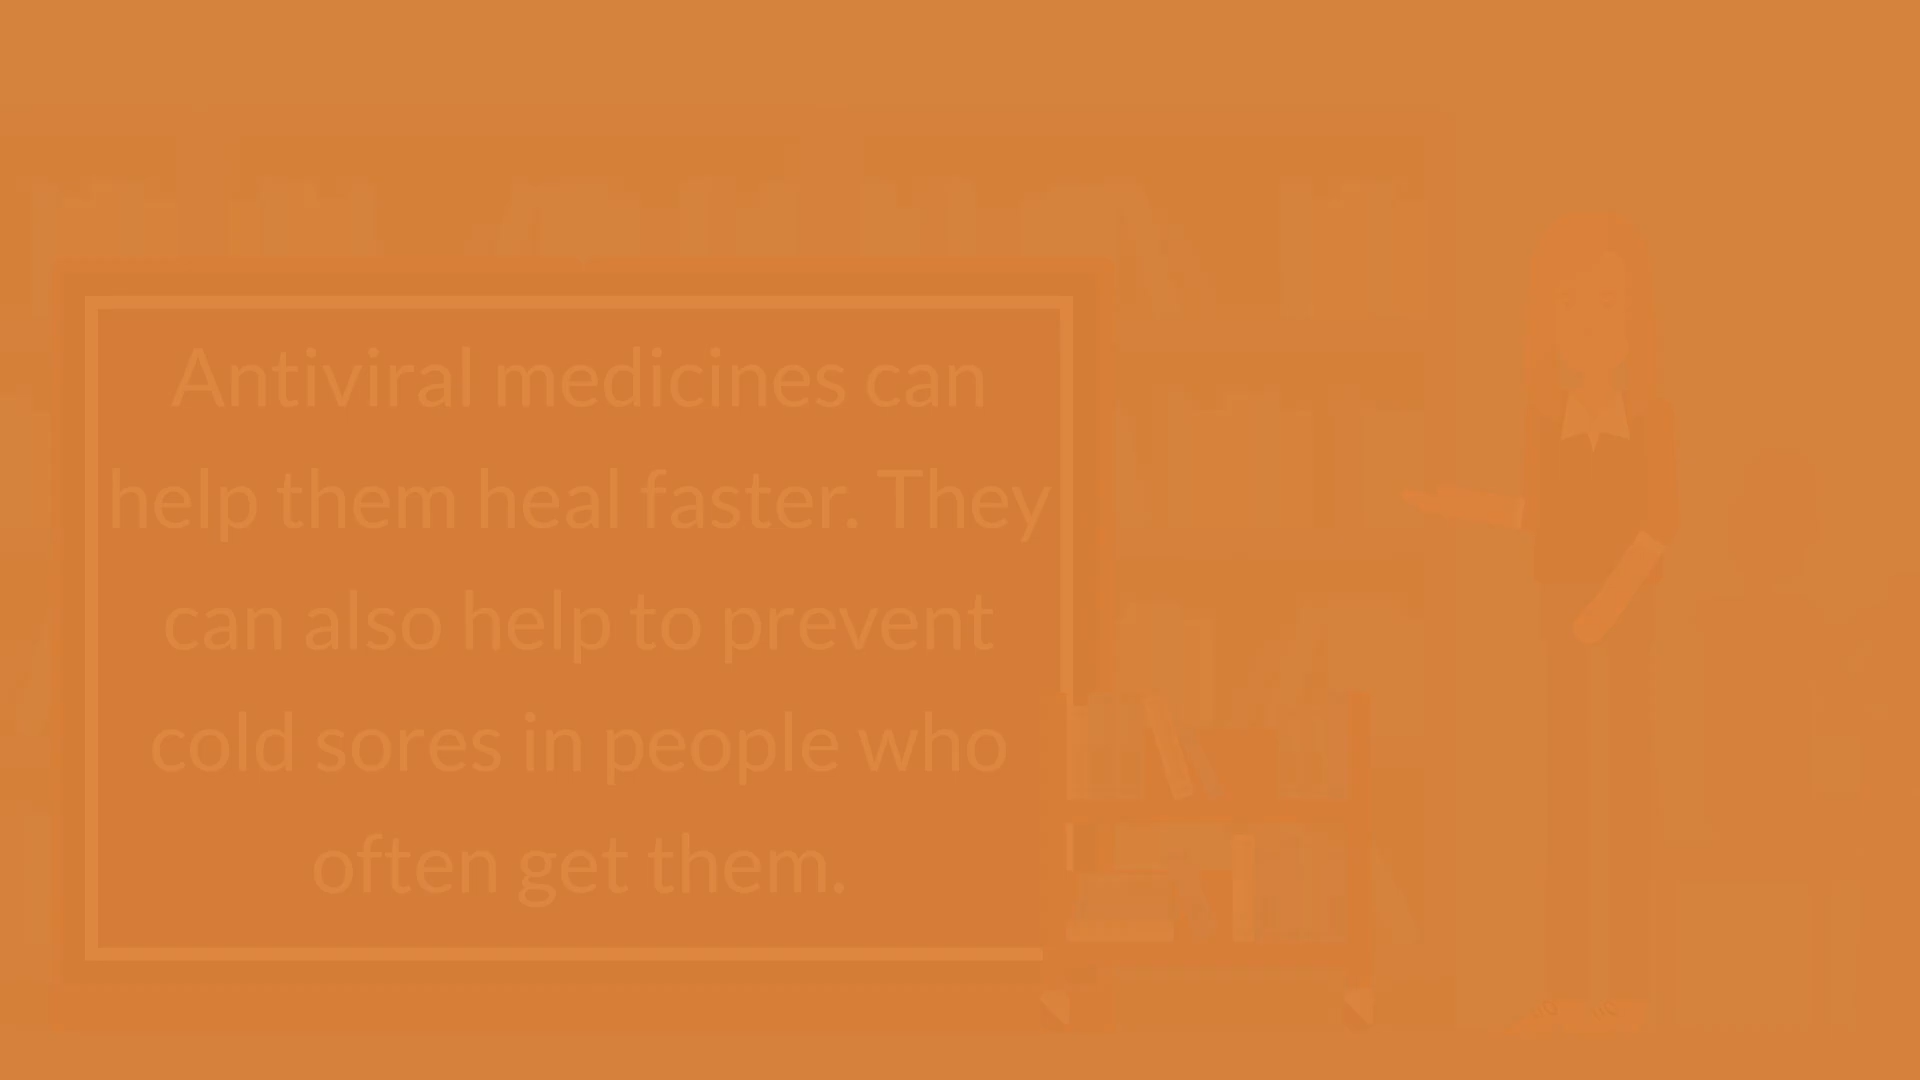 Antiviral medicines can
help them heal faster. They
can also help to prevent
cold sores in people who
often get them.